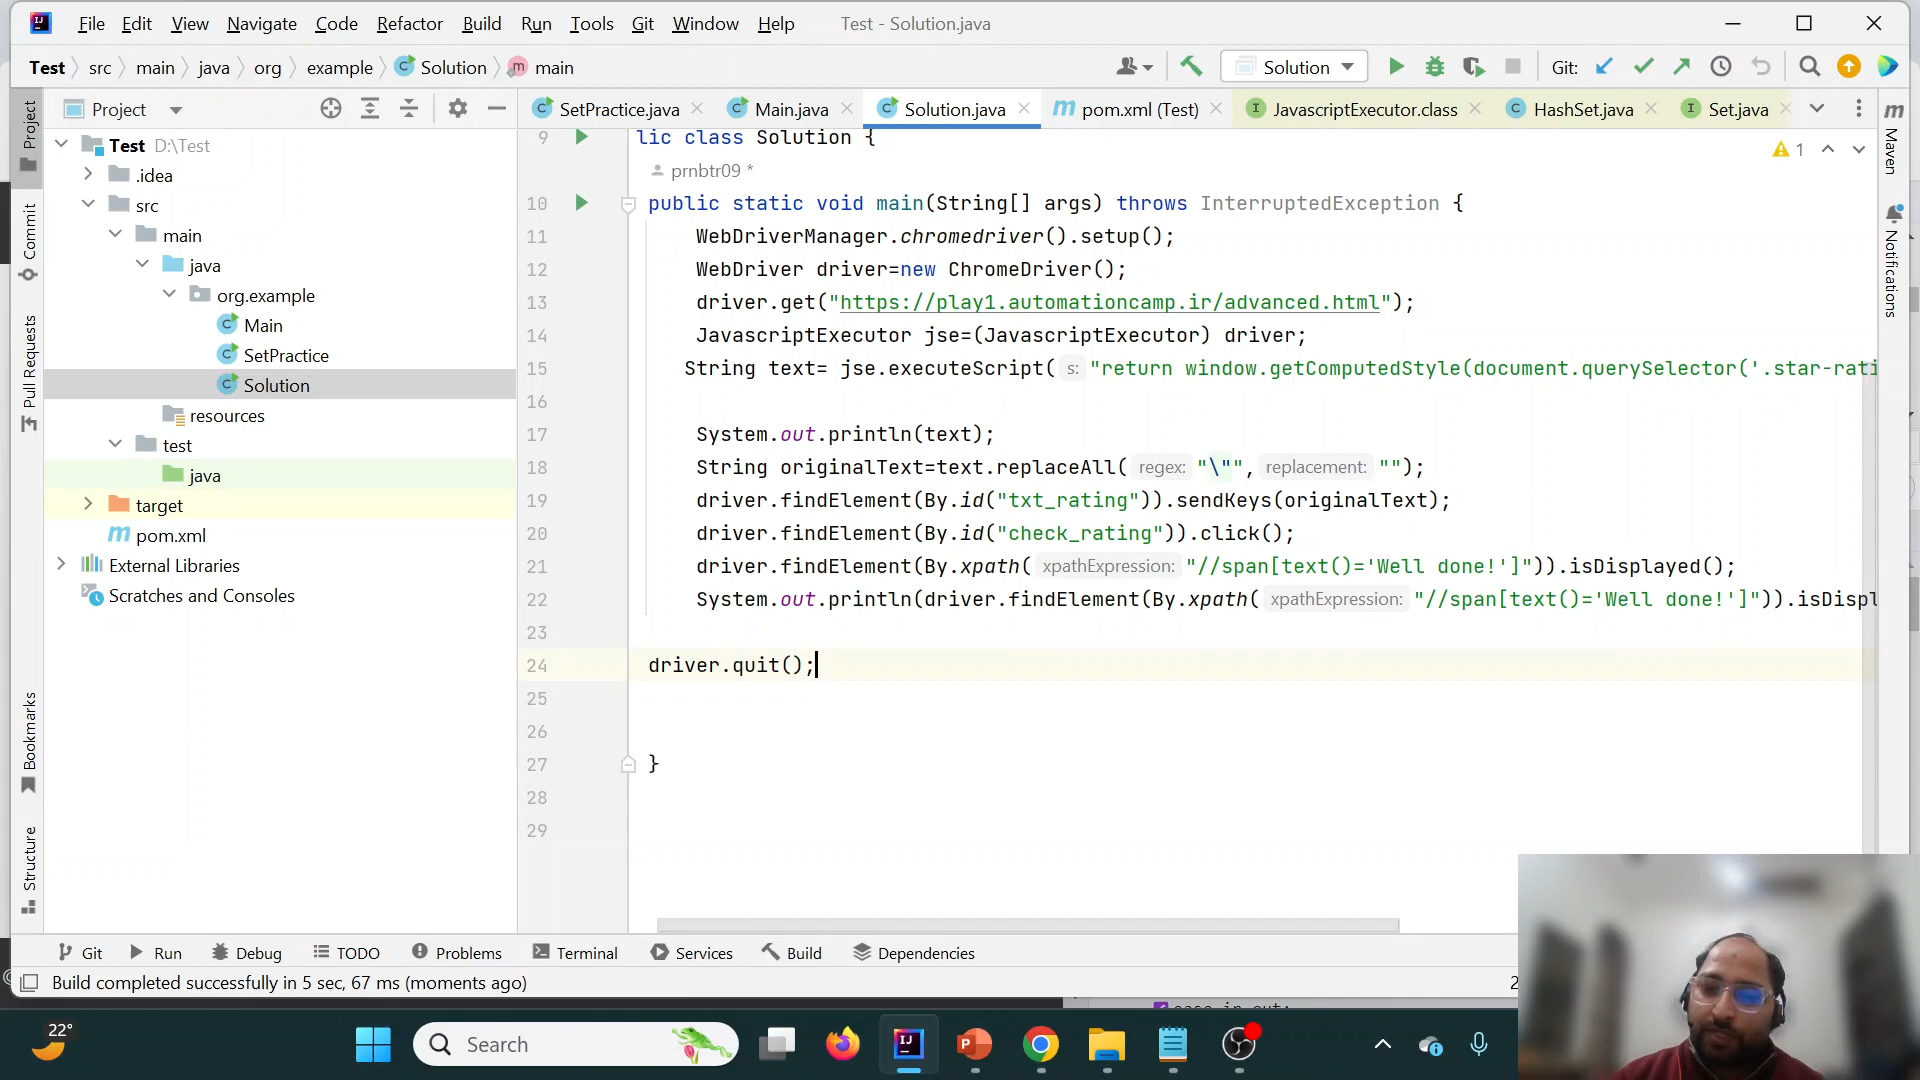 File Edit View Navigate Code Refactor Build Run Tools Git Window Help Test - Solution.java
Test src main java org example Solution main Solution Git:
Project SetPractice.java Main.java Solution.java pom.xml (Test) JavascriptExecutor.class HashSet.java Set.java
Project
Commit
Pull Requests
Bookmarks
Structure
Test D:\Test
.idea
src
main
java
org.example
Main
SetPractice
Solution
resources
test
java
target
pom.xml
External Libraries
Scratches and Consoles
9 lic class Solution {
prnbtr09 *
10 public static void main(String[] args) throws InterruptedException {
11 WebDriverManager.chromedriver().setup();
12 WebDriver driver=new ChromeDriver();
13 driver.get("https://play1.automationcamp.ir/advanced.html");
14 JavascriptExecutor jse=(JavascriptExecutor) driver;
15 String text= jse.executeScript( s: "return window.getComputedStyle(document.querySelector('.star-rati
16
17 System.out.println(text);
18 String originalText=text.replaceAll( regex: "\"", replacement: "");
19 driver.findElement(By.id("txt_rating")).sendKeys(originalText);
20 driver.findElement(By.id("check_rating")).click();
21 driver.findElement(By.xpath( xpathExpression: "//span[text()='Well done!']")).isDisplayed();
22 System.out.println(driver.findElement(By.xpath( xpathExpression: "//span[text()='Well done!']")).isDispl
23
24 driver.quit();
25
26
27 }
28
29
1
m
Maven
Notifications
Git Run Debug TODO Problems Terminal Services Build Dependencies
Build completed successfully in 5 sec, 67 ms (moments ago)
22°
Search